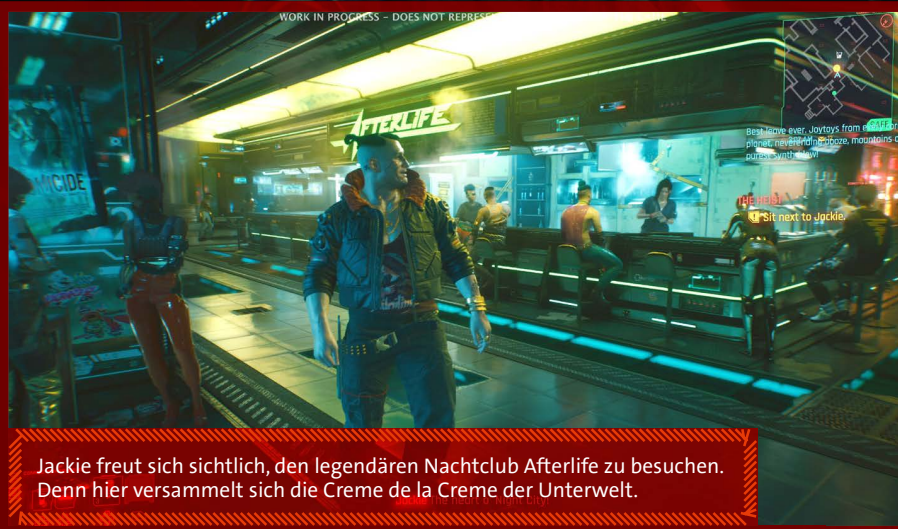 WORK IN PROGRESS – DOES NOT REPRESE
AFTERLIFE
SAFE
Best leave ever. Joytoys from e
planet, neverending booze, mountains o
purest synth
MICIDE
THE HEIST
Sit next to Jackie.
Jackie freut sich sichtlich, den legendären Nachtclub Afterlife zu besuchen.
Denn hier versammelt sich die Creme de la Creme der Unterwelt.